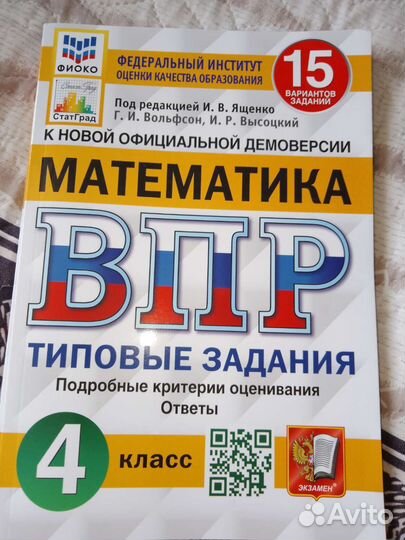 ФИОКО
СтатГрад
ФЕДЕРАЛЬНЫЙ ИНСТИТУТ
ОЦЕНКИ КАЧЕСТВА ОБРАЗОВАНИЯ
15
ВАРИАНТОВ
ЗАДАНИЙ
Под редакцией И. В. Ященко
Г. И. Вольфсон, И. Р. Высоцкий
К НОВОЙ ОФИЦИАЛЬНОЙ ДЕМОВЕРСИИ
МАТЕМАТИКА
ВПР
ТИПОВЫЕ ЗАДАНИЯ
Подробные критерии оценивания
Ответы
4
класс
ЭКЗАМЕН®
Avito